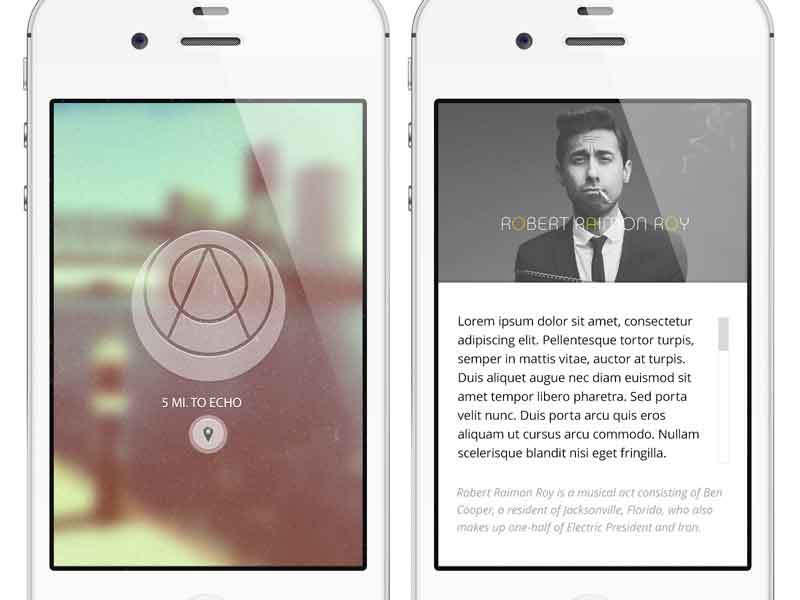 5 MI. TO ECHO
ROBERT RAIMON ROY
Lorem ipsum dolor sit amet, consectetur
adipiscing elit. Pellentesque tortor turpis,
semper in mattis vitae, auctor at turpis.
Duis aliquet augue nec diam euismod sit
amet tempor libero pharetra. Sed porta
velit nunc. Duis porta arcu quis eros
aliquam ut cursus arcu commodo. Nullam
scelerisque blandit nisi eget fringilla.
Robert Raimon Roy is a musical act consisting of Ben
Cooper, a resident of Jacksonville, Florida, who also
makes up one-half of Electric President and Iron.